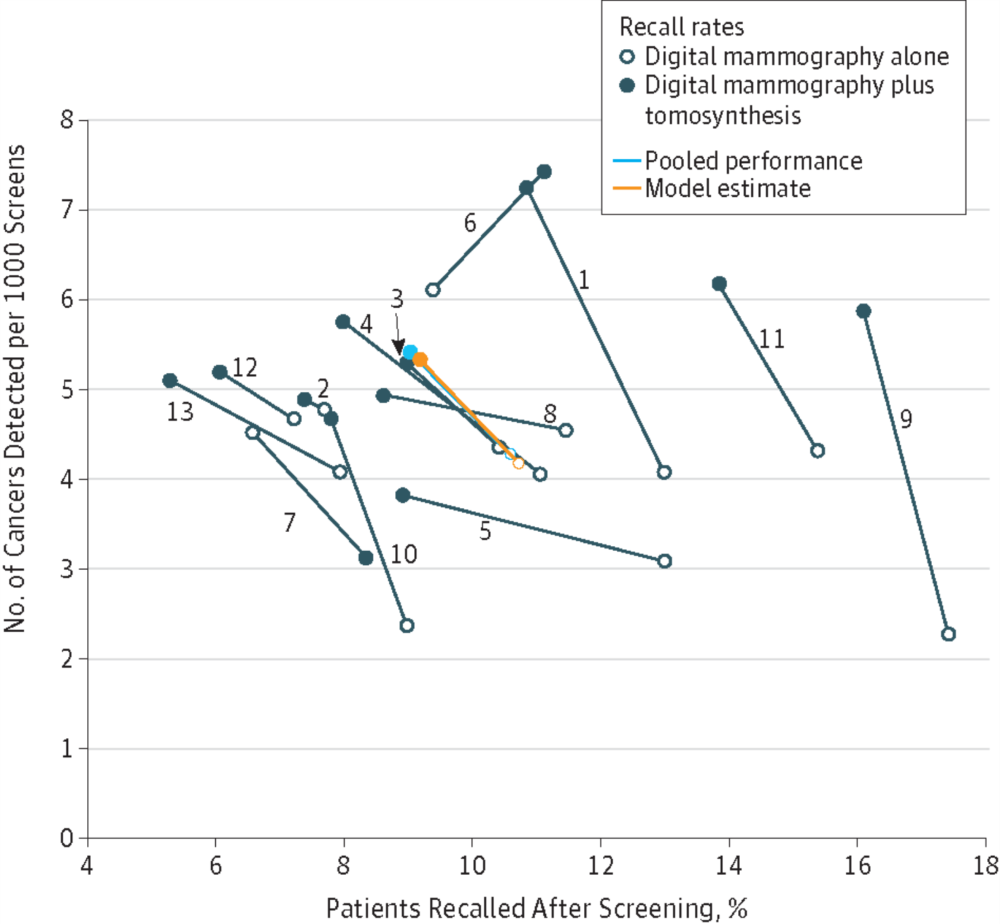 Recall rates
Digital mammography alone
Digital mammography plus
tomosynthesis
Pooled performance
Model estimate
No. of Cancers Detected per 1000 Screens
8
7
6
5
4
3
2
1
0
6
1
3
4
11
12
2
13
8
9
7
5
10
4 6 8 10 12 14 16 18
Patients Recalled After Screening, %